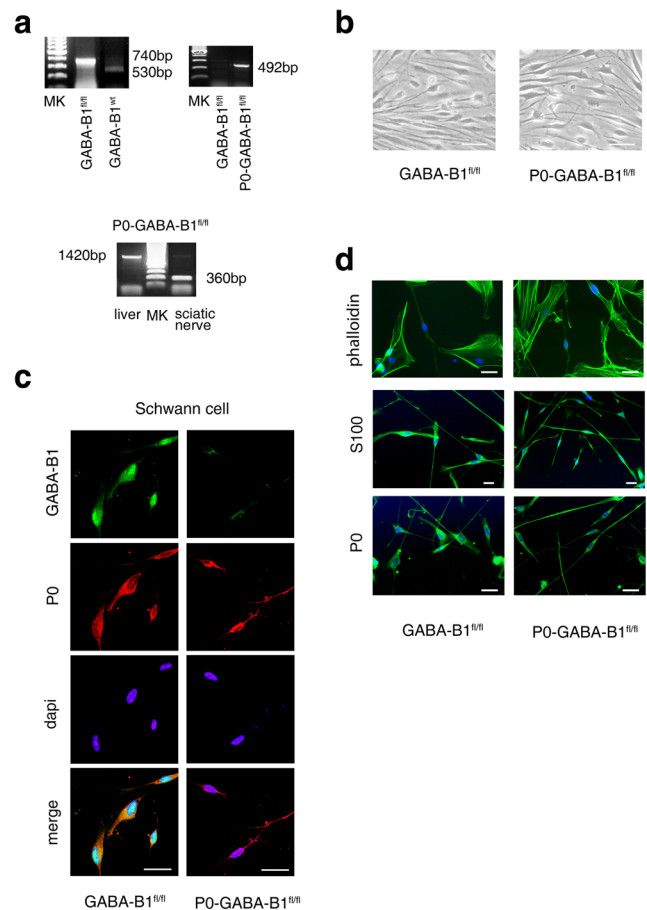 a
740bp
530bp
MK
GABA-B1fl/fl
GABA-B1wt
492bp
MK
GABA-B1fl/fl
P0-GABA-B1fl/fl
P0-GABA-B1fl/fl
1420bp
360bp
liver
MK
sciatic
nerve
b
GABA-B1fl/fl
P0-GABA-B1fl/fl
c
Schwann cell
GABA-B1
P0
dapi
merge
GABA-B1fl/fl
P0-GABA-B1fl/fl
d
phalloidin
S100
P0
GABA-B1fl/fl
P0-GABA-B1fl/fl